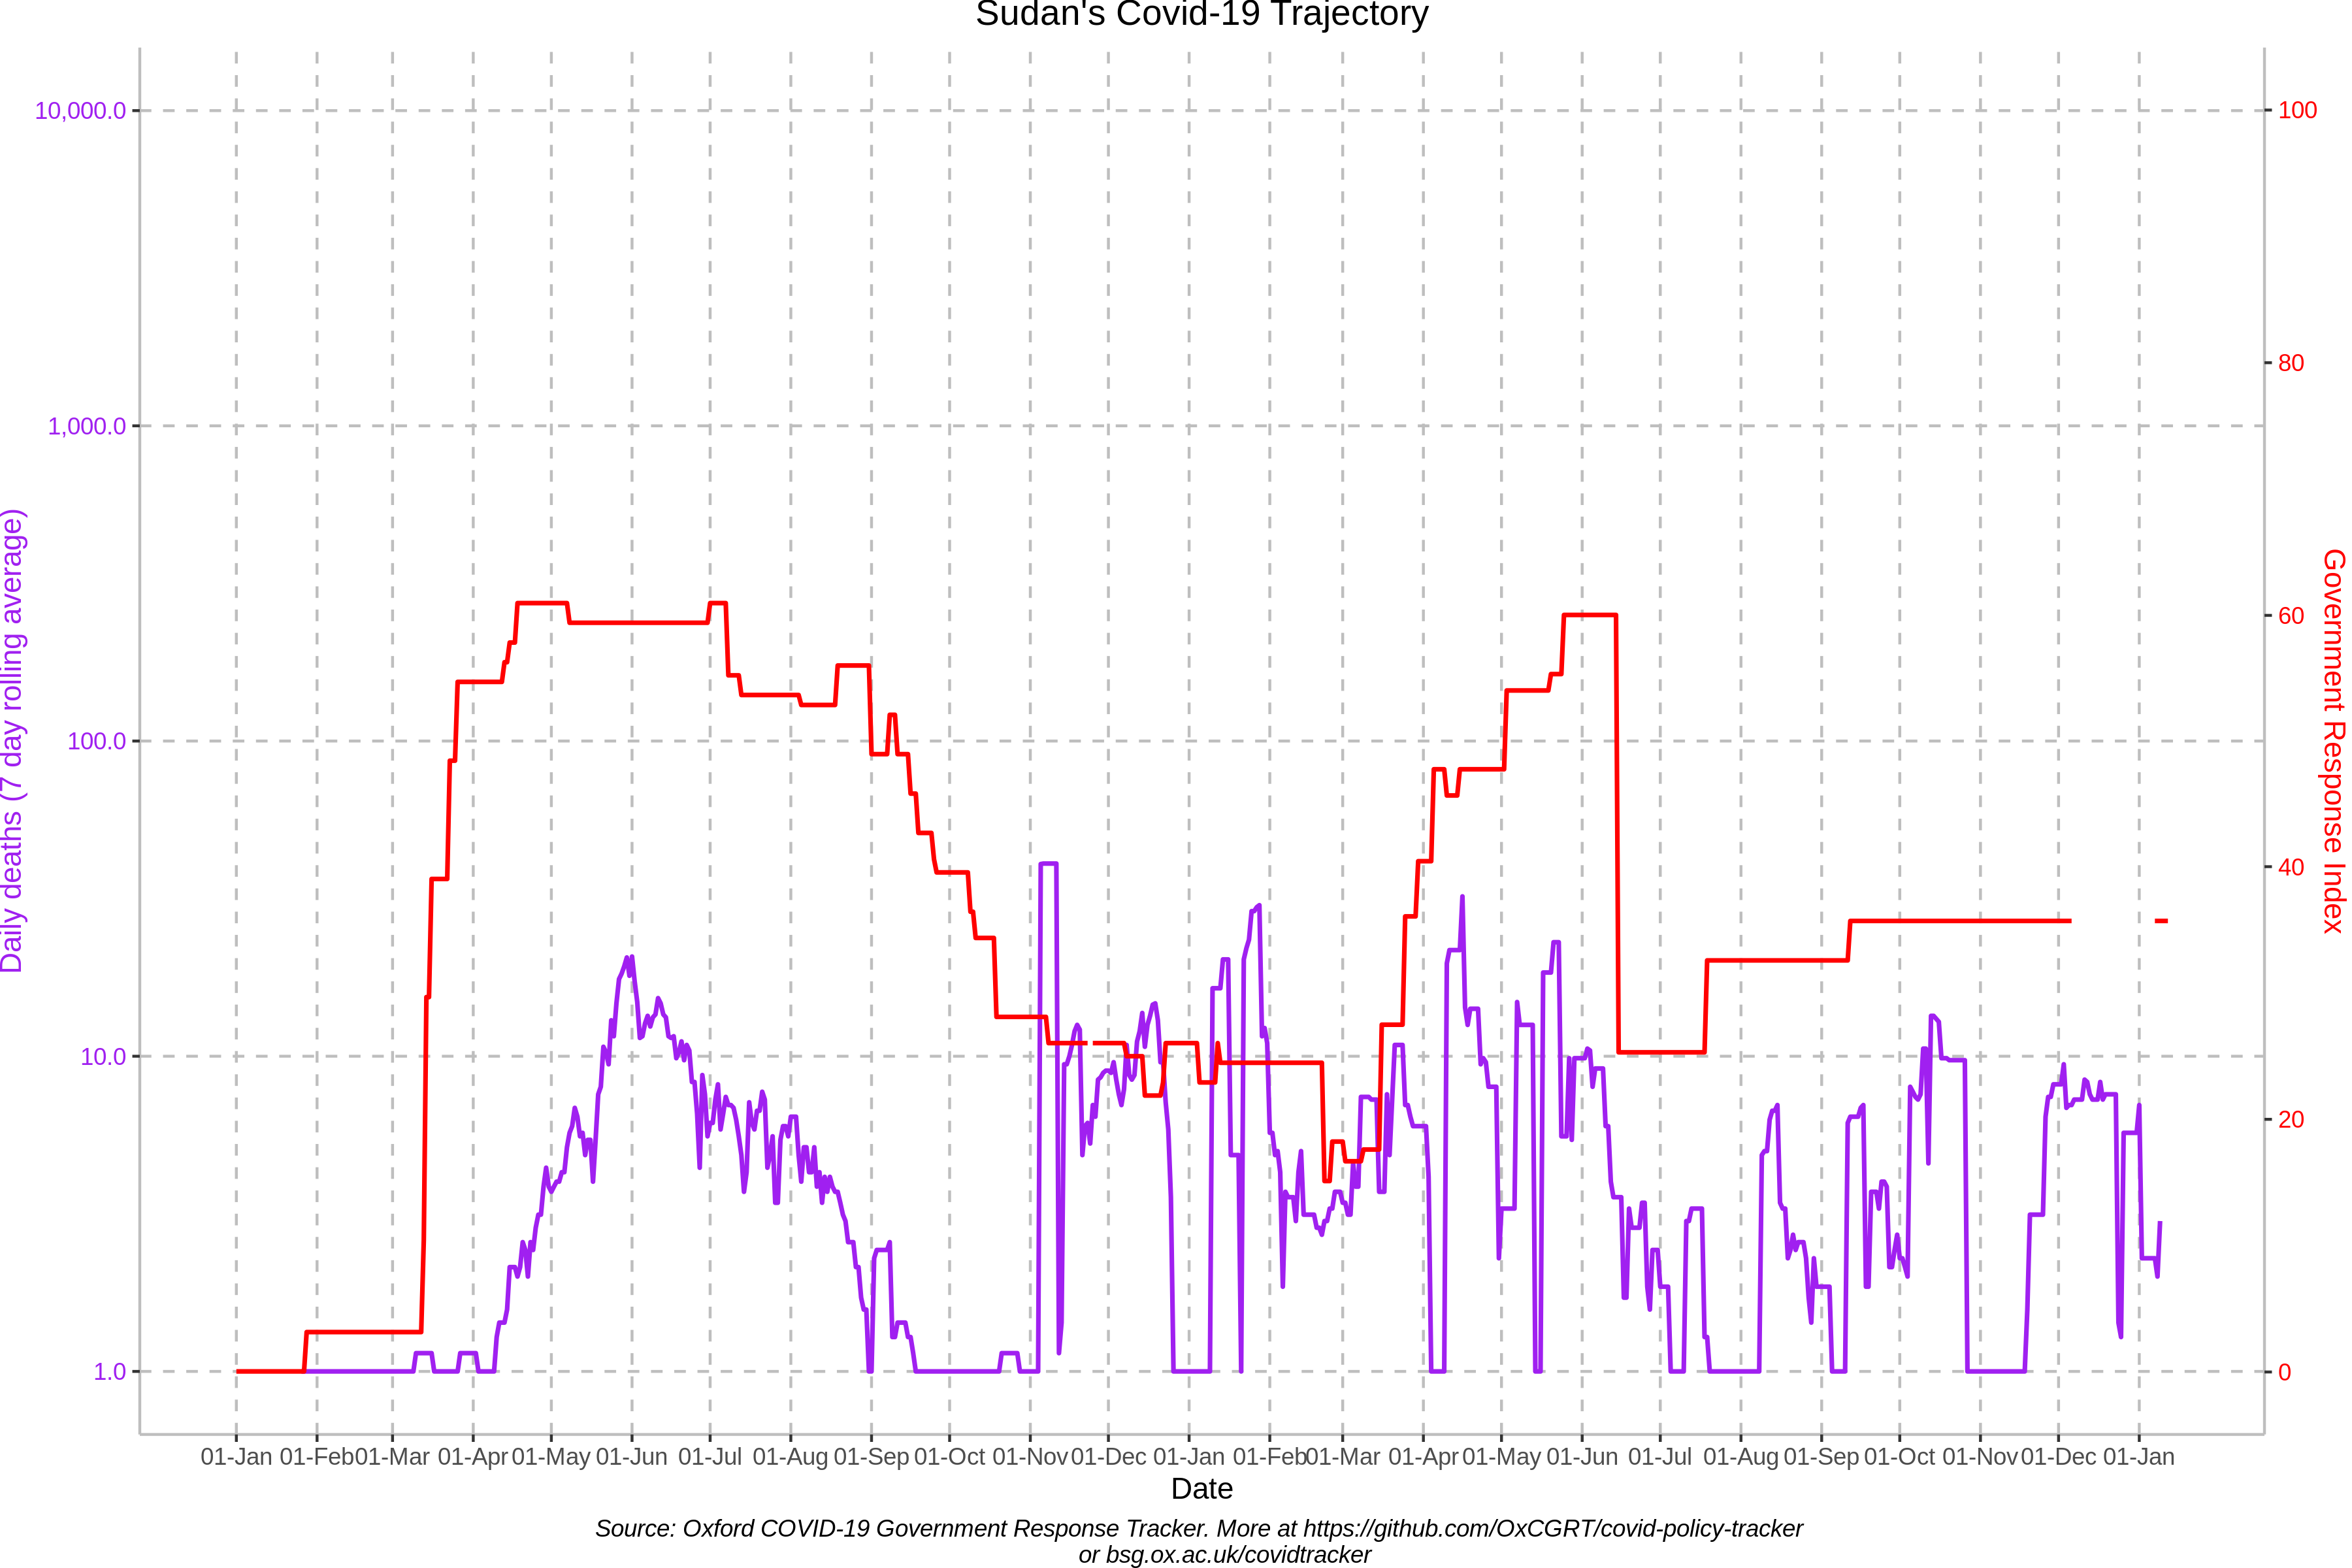 Sudan's Covid-19 Trajectory
10,000.0
1,000.0
100.0
10.0
1.0
Daily deaths (7 day rolling average)
100
80
60
40
20
0
Government Response Index
01-Jan 01-Feb 01-Mar 01-Apr 01-May 01-Jun 01-Jul 01-Aug 01-Sep 01-Oct 01-Nov 01-Dec 01-Jan 01-Feb 01-Mar 01-Apr 01-May 01-Jun 01-Jul 01-Aug 01-Sep 01-Oct 01-Nov 01-Dec 01-Jan
Date
Source: Oxford COVID-19 Government Response Tracker. More at https://github.com/OxCGRT/covid-policy-tracker
or bsg.ox.ac.uk/covidtracker